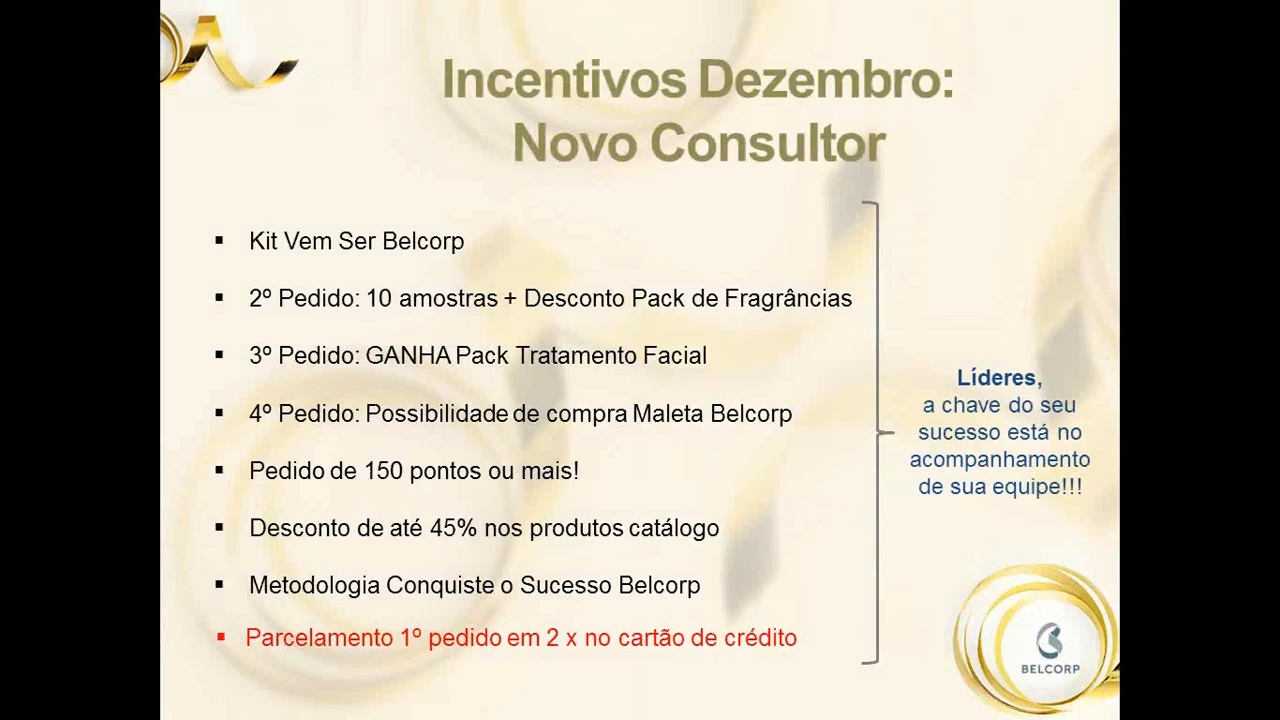 Incentivos Dezembro:
Novo Consultor
▪ Kit Vem Ser Belcorp
▪ 2º Pedido: 10 amostras + Desconto Pack de Fragrâncias
▪ 3º Pedido: GANHA Pack Tratamento Facial
▪ 4º Pedido: Possibilidade de compra Maleta Belcorp
▪ Pedido de 150 pontos ou mais!
▪ Desconto de até 45% nos produtos catálogo
▪ Metodologia Conquiste o Sucesso Belcorp
▪ Parcelamento 1º pedido em 2 x no cartão de crédito
Líderes,
a chave do seu
sucesso está no
acompanhamento
de sua equipe!!!
BELCORP